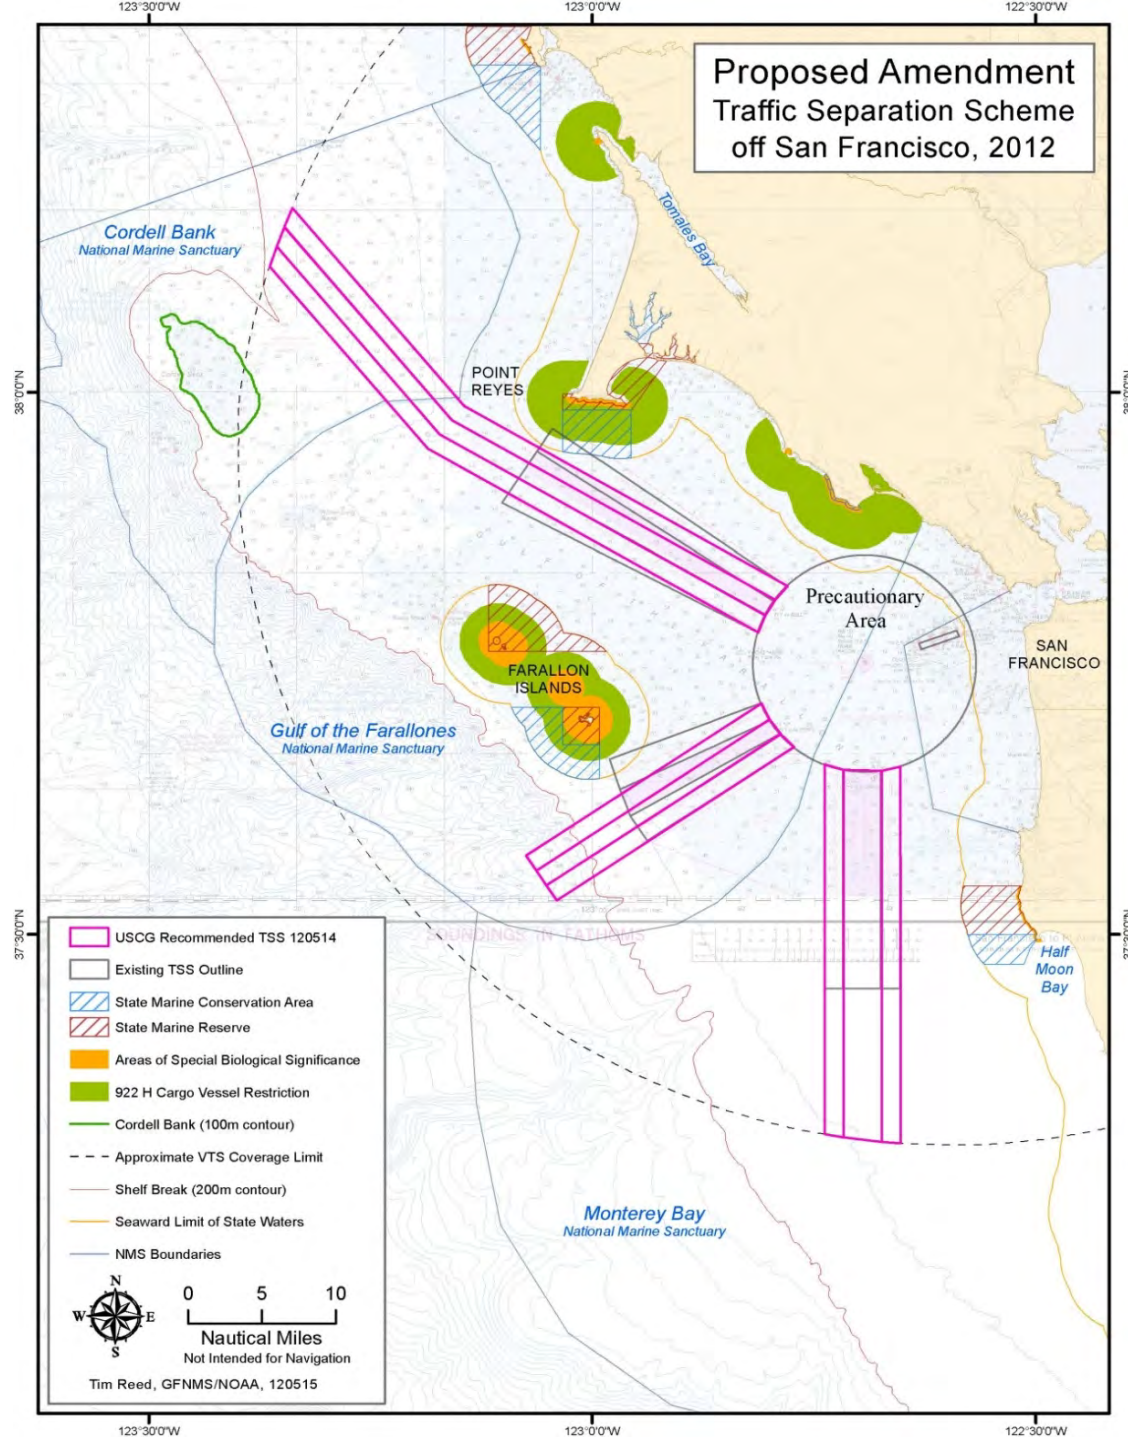 123°30'0"W
123°0'0"W
122°30'0"W
Proposed Amendment
Traffic Separation Scheme
off San Francisco, 2012
Tomales Bay
Cordell Bank
National Marine Sanctuary
POINT
REYES
38°0'0"N
38°0'0"N
Precautionary
Area
SAN
FRANCISCO
FARALLON
ISLANDS
Gulf of the Farallones
National Marine Sanctuary
SOUNDINGS IN FATHOMS
37°30'0"N
37°30'0"N
Half
Moon
Bay
USCG Recommended TSS 120514
Existing TSS Outline
State Marine Conservation Area
State Marine Reserve
Areas of Special Biological Significance
922 H Cargo Vessel Restriction
Cordell Bank (100m contour)
Approximate VTS Coverage Limit
Shelf Break (200m contour)
Seaward Limit of State Waters
NMS Boundaries
Monterey Bay
National Marine Sanctuary
N
W E
S
0 5 10
Nautical Miles
Not Intended for Navigation
Tim Reed, GFNMS/NOAA, 120515
123°30'0"W
123°0'0"W
122°30'0"W